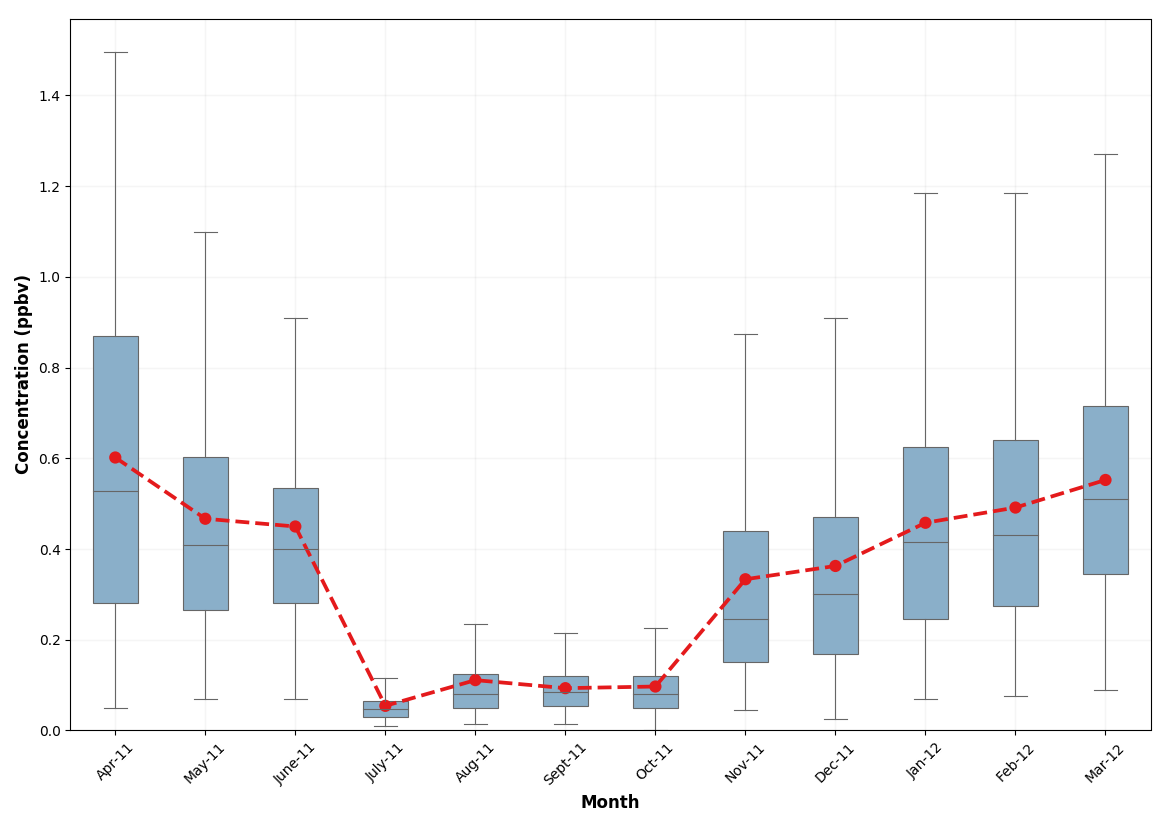 Concentration (ppbv)
1.4
1.2
1.0
0.8
0.6
0.4
0.2
0.0
Apr-11
May-11
June-11
July-11
Aug-11
Sept-11
Oct-11
Nov-11
Dec-11
Jan-12
Feb-12
Mar-12
Month